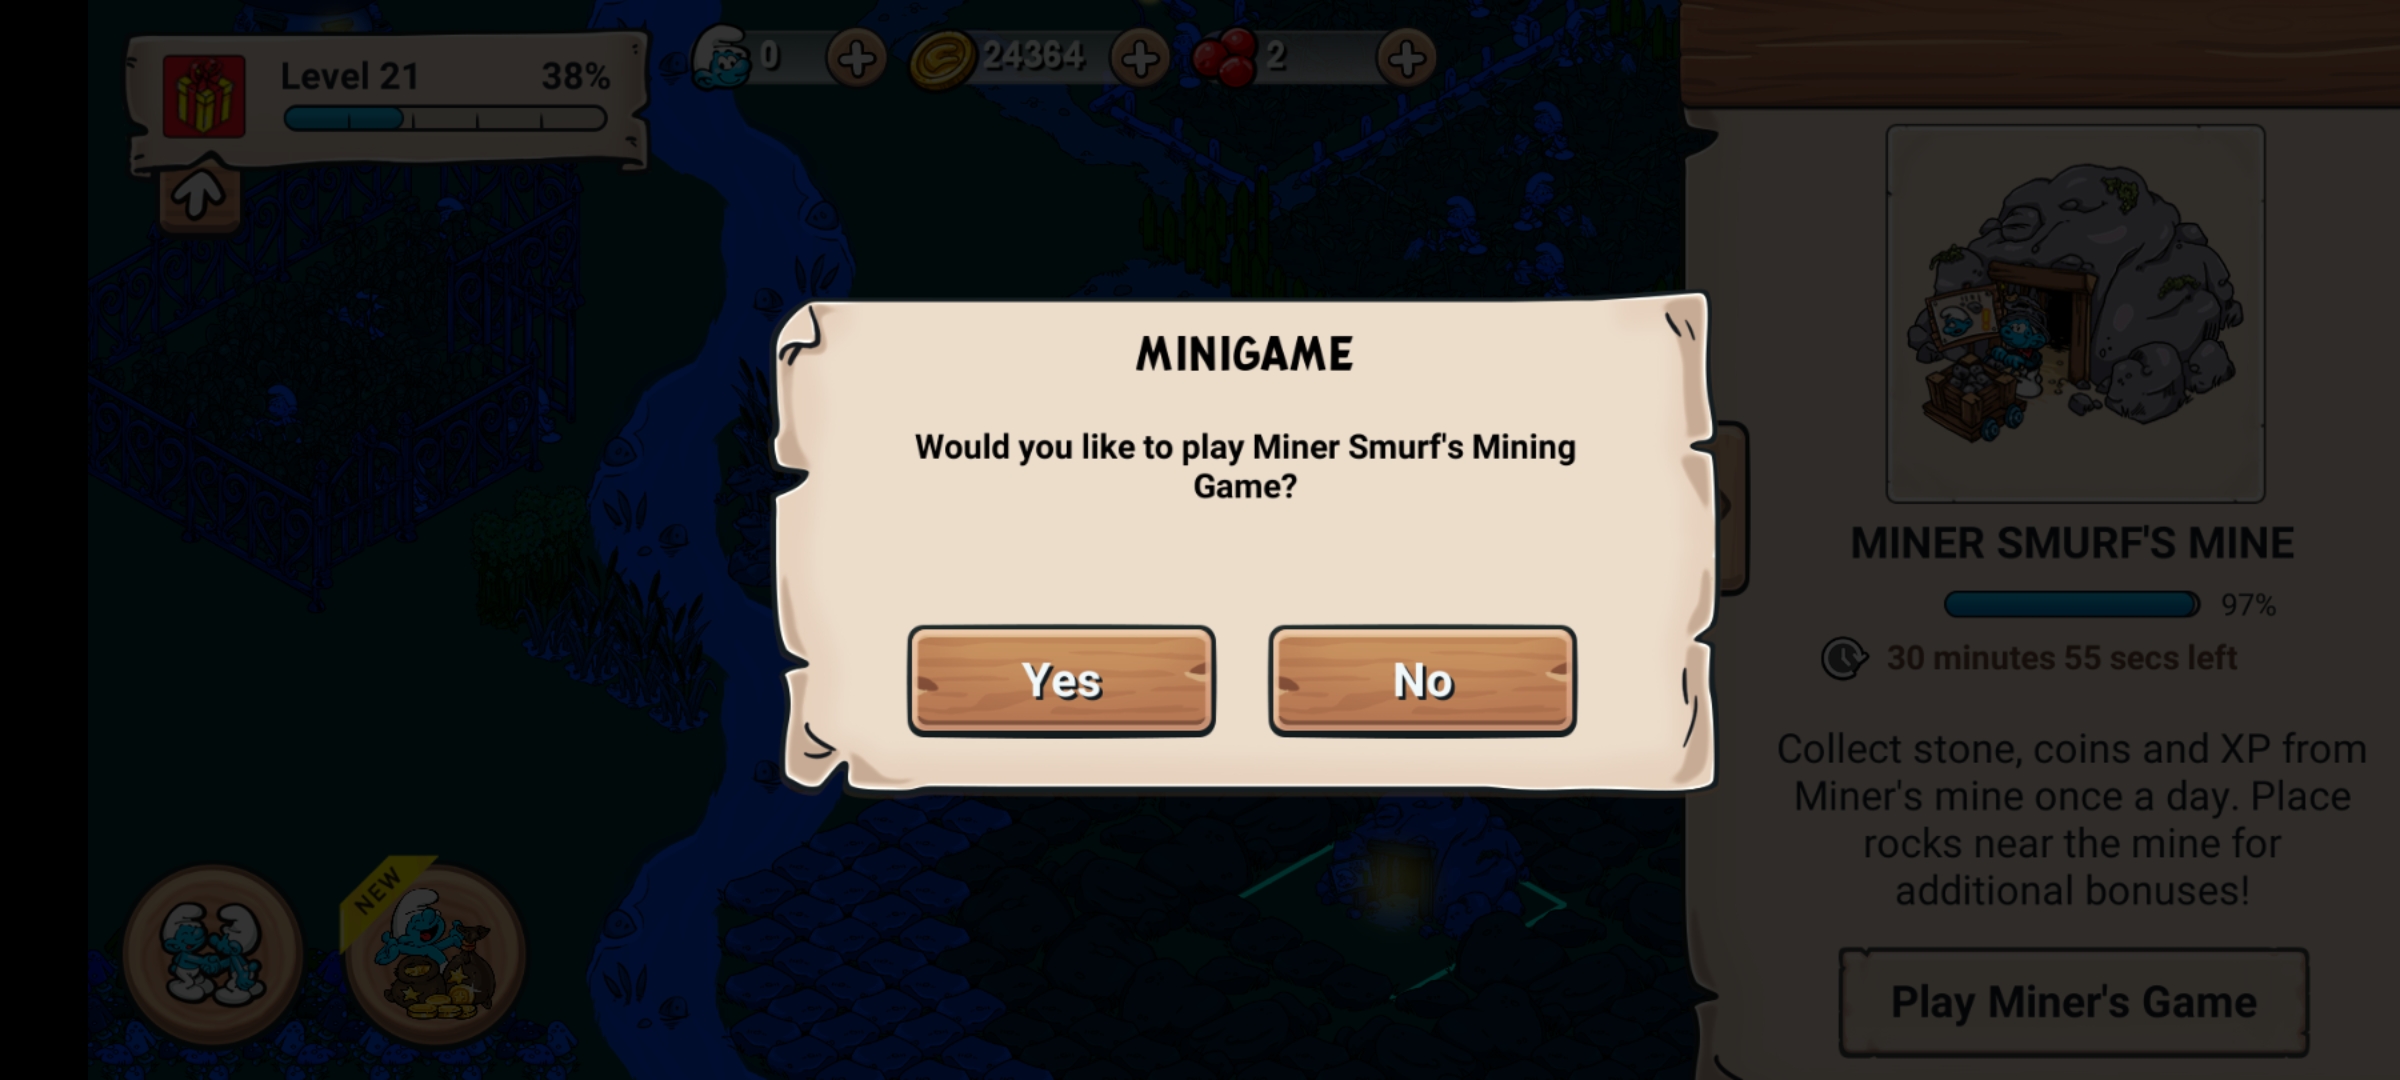 Level 21 38%
0 24364 2
MINIGAME
Would you like to play Miner Smurf's Mining
Game?
Yes No
MINER SMURF'S MINE
97%
30 minutes 55 secs left
Collect stone, coins and XP from
Miner's mine once a day. Place
rocks near the mine for
additional bonuses!
Play Miner's Game
NEW